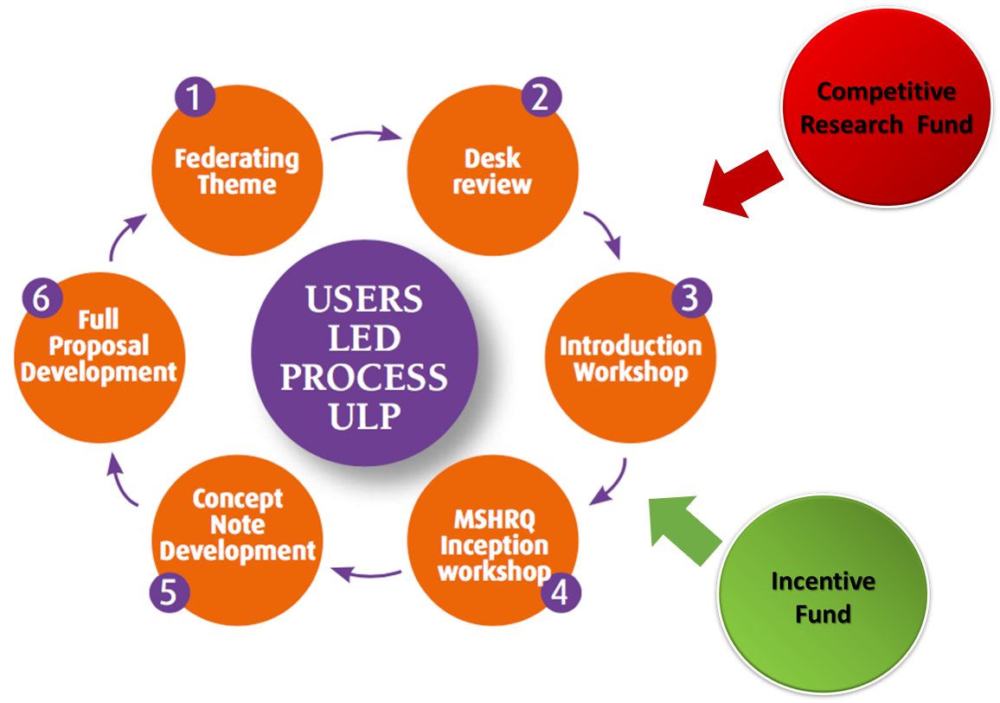 1
Federating
Theme
2
Desk
review
3
Introduction
Workshop
4
MSHRQ
Inception
workshop
5
Concept
Note
Development
6
Full
Proposal
Development
USERS
LED
PROCESS
ULP
Competitive
Research Fund
Incentive
Fund